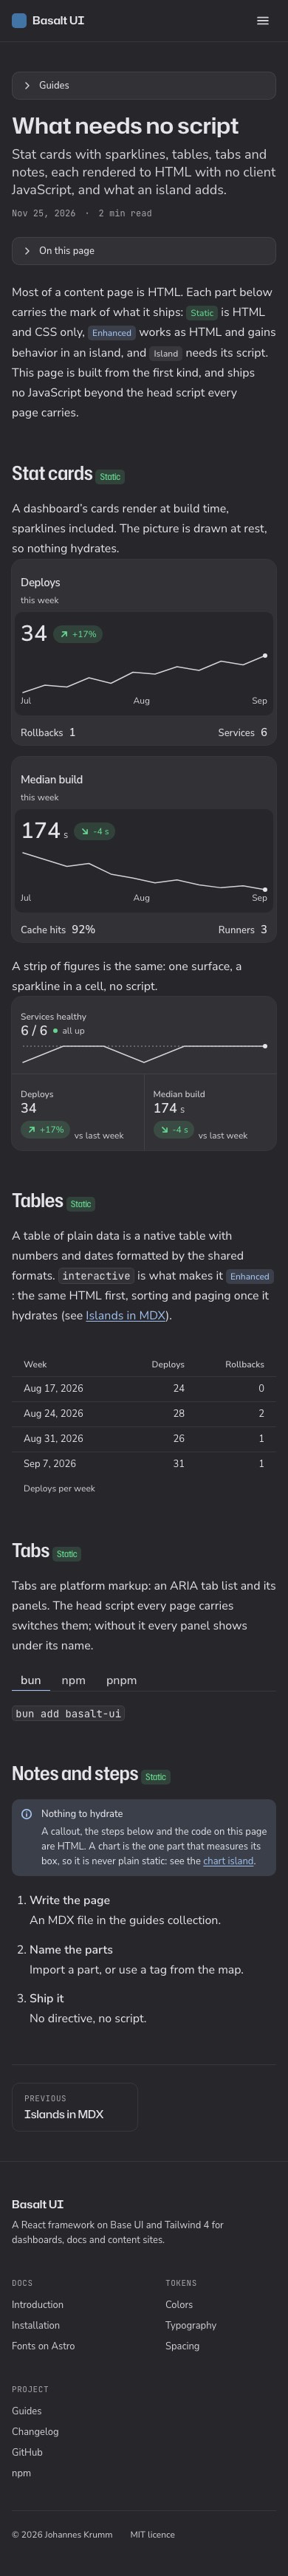 Basalt UI
Guides
What needs no script
Stat cards with sparklines, tables, tabs and
notes, each rendered to HTML with no client
JavaScript, and what an island adds.
Nov 25, 2026 · 2 min read
On this page
Most of a content page is HTML. Each part below
carries the mark of what it ships: Static is HTML
and CSS only, Enhanced works as HTML and gains
behavior in an island, and Island needs its script.
This page is built from the first kind, and ships
no JavaScript beyond the head script every
page carries.
Stat cards Static
A dashboard's cards render at build time,
sparklines included. The picture is drawn at rest,
so nothing hydrates.
Deploys
this week
34 +17%
Jul Aug Sep
Rollbacks 1 Services 6
Median build
this week
174 s -4 s
Jul Aug Sep
Cache hits 92% Runners 3
A strip of figures is the same: one surface, a
sparkline in a cell, no script.
Services healthy
6 / 6 all up
Deploys Median build
34 174 s
+17% vs last week -4 s vs last week
Tables Static
A table of plain data is a native table with
numbers and dates formatted by the shared
formats. interactive is what makes it Enhanced
: the same HTML first, sorting and paging once it
hydrates (see Islands in MDX).
Week Deploys Rollbacks
Aug 17, 2026 24 0
Aug 24, 2026 28 2
Aug 31, 2026 26 1
Sep 7, 2026 31 1
Deploys per week
Tabs Static
Tabs are platform markup: an ARIA tab list and its
panels. The head script every page carries
switches them; without it every panel shows
under its name.
bun npm pnpm
bun add basalt-ui
Notes and steps Static
Nothing to hydrate
A callout, the steps below and the code on this page
are HTML. A chart is the one part that measures its
box, so it is never plain static: see the chart island.
1. Write the page
An MDX file in the guides collection.
2. Name the parts
Import a part, or use a tag from the map.
3. Ship it
No directive, no script.
PREVIOUS
Islands in MDX
Basalt UI
A React framework on Base UI and Tailwind 4 for
dashboards, docs and content sites.
DOCS TOKENS
Introduction Colors
Installation Typography
Fonts on Astro Spacing
PROJECT
Guides
Changelog
GitHub
npm
© 2026 Johannes Krumm MIT licence